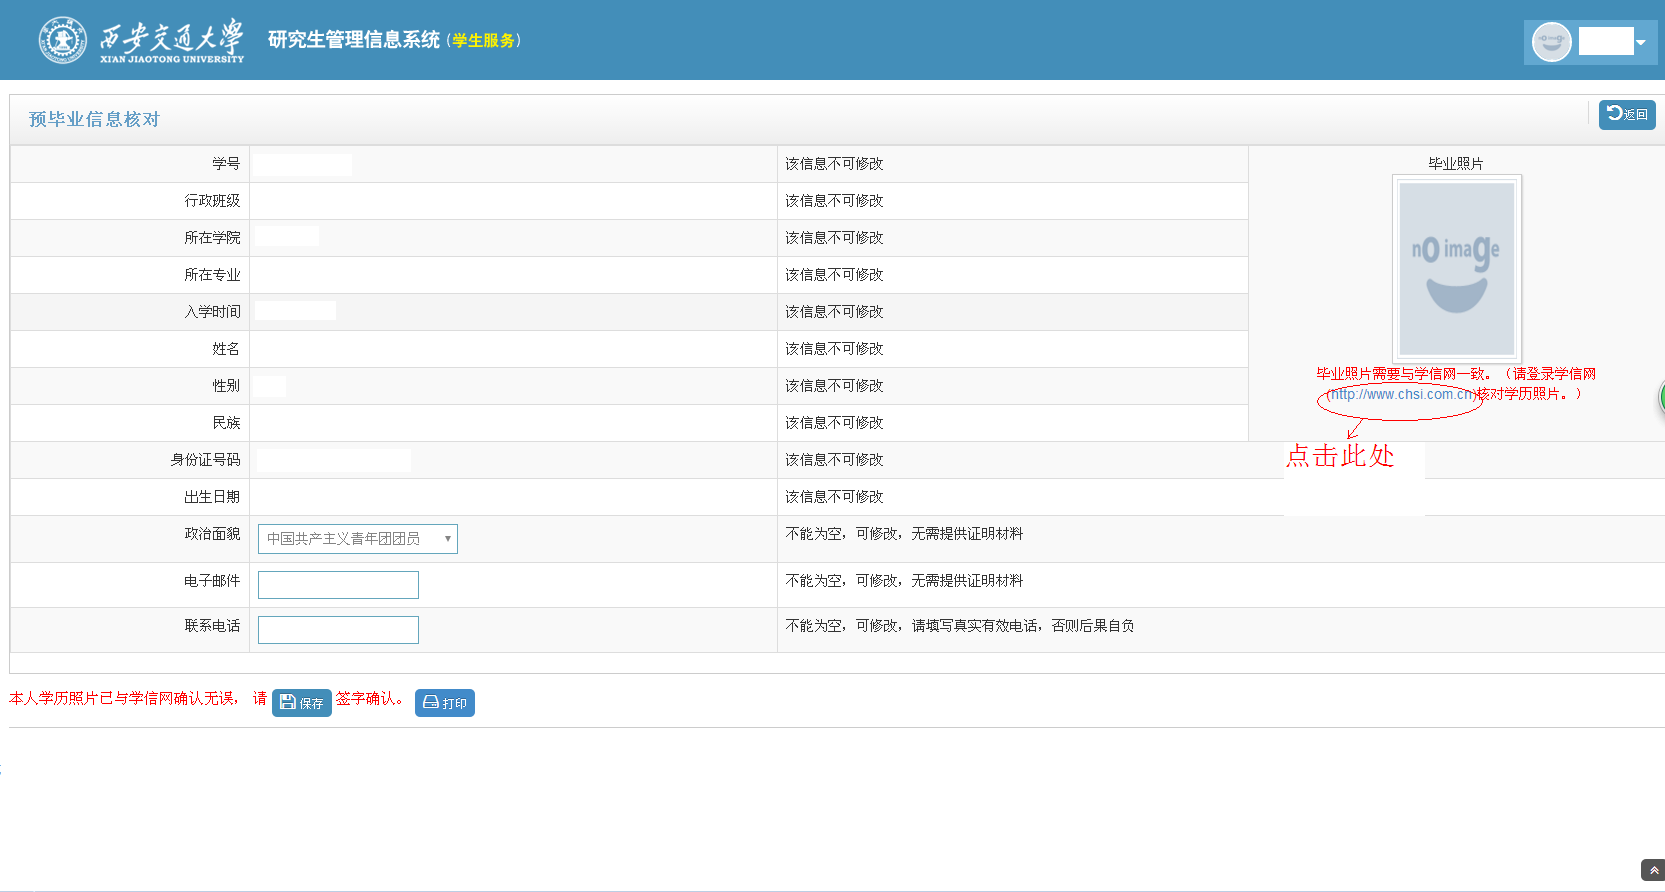 西安交通大学
XIAN JIAOTONG UNIVERSITY
研究生管理信息系统 (学生服务)
no image
预毕业信息核对
返回
学号 该信息不可修改
毕业照片
行政班级 该信息不可修改
所在学院 该信息不可修改
no image
所在专业 该信息不可修改
入学时间 该信息不可修改
姓名 该信息不可修改
性别 该信息不可修改
毕业照片需要与学信网一致。（请登录学信网
(http://www.chsi.com.cn)核对学历照片。）
民族 该信息不可修改
点击此处
身份证号码 该信息不可修改
出生日期 该信息不可修改
政治面貌 中国共产主义青年团团员 不能为空，可修改，无需提供证明材料
电子邮件 不能为空，可修改，无需提供证明材料
联系电话 不能为空，可修改，请填写真实有效电话，否则后果自负
本人学历照片已与学信网确认无误， 请 保存 签字确认。 打印